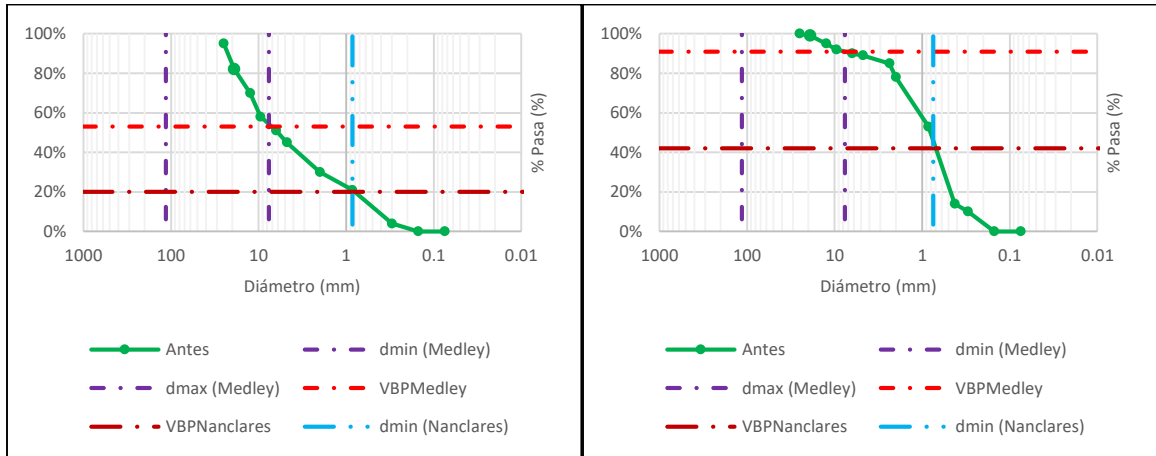 100%
80%
60%
40%
20%
0%
1000 100 10 1 0.1 0.01
% Pasa (%)
Diámetro (mm)
Antes
dmin (Medley)
dmax (Medley)
VBPMedley
VBPNanclares
dmin (Nanclares)
100%
80%
60%
40%
20%
0%
1000 100 10 1 0.1 0.01
% Pasa (%)
Diámetro (mm)
Antes
dmin (Medley)
dmax (Medley)
VBPMedley
VBPNanclares
dmin (Nanclares)